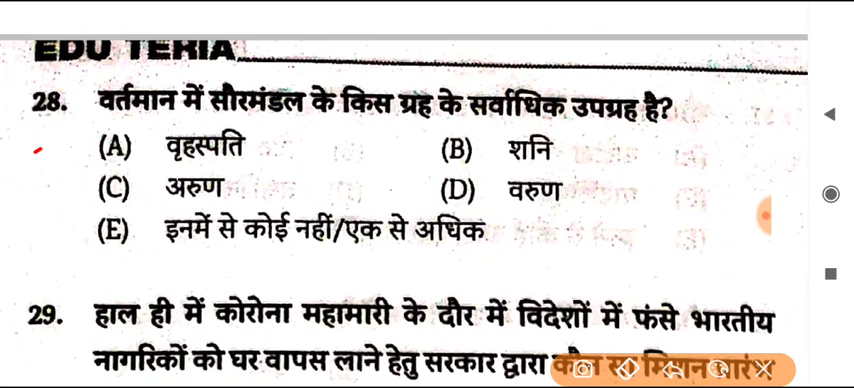 EDU TERIA
28. वर्तमान में सौरमंडल के किस ग्रह के सर्वाधिक उपग्रह है?
(A) वृहस्पति (B) शनि
(C) अरुण (D) वरुण
(E) इनमें से कोई नहीं/एक से अधिक
29. हाल ही में कोरोना महामारी के दौर में विदेशों में फंसे भारतीय
नागरिकों को घर वापस लाने हेतु सरकार द्वारा कौन सा मिशन